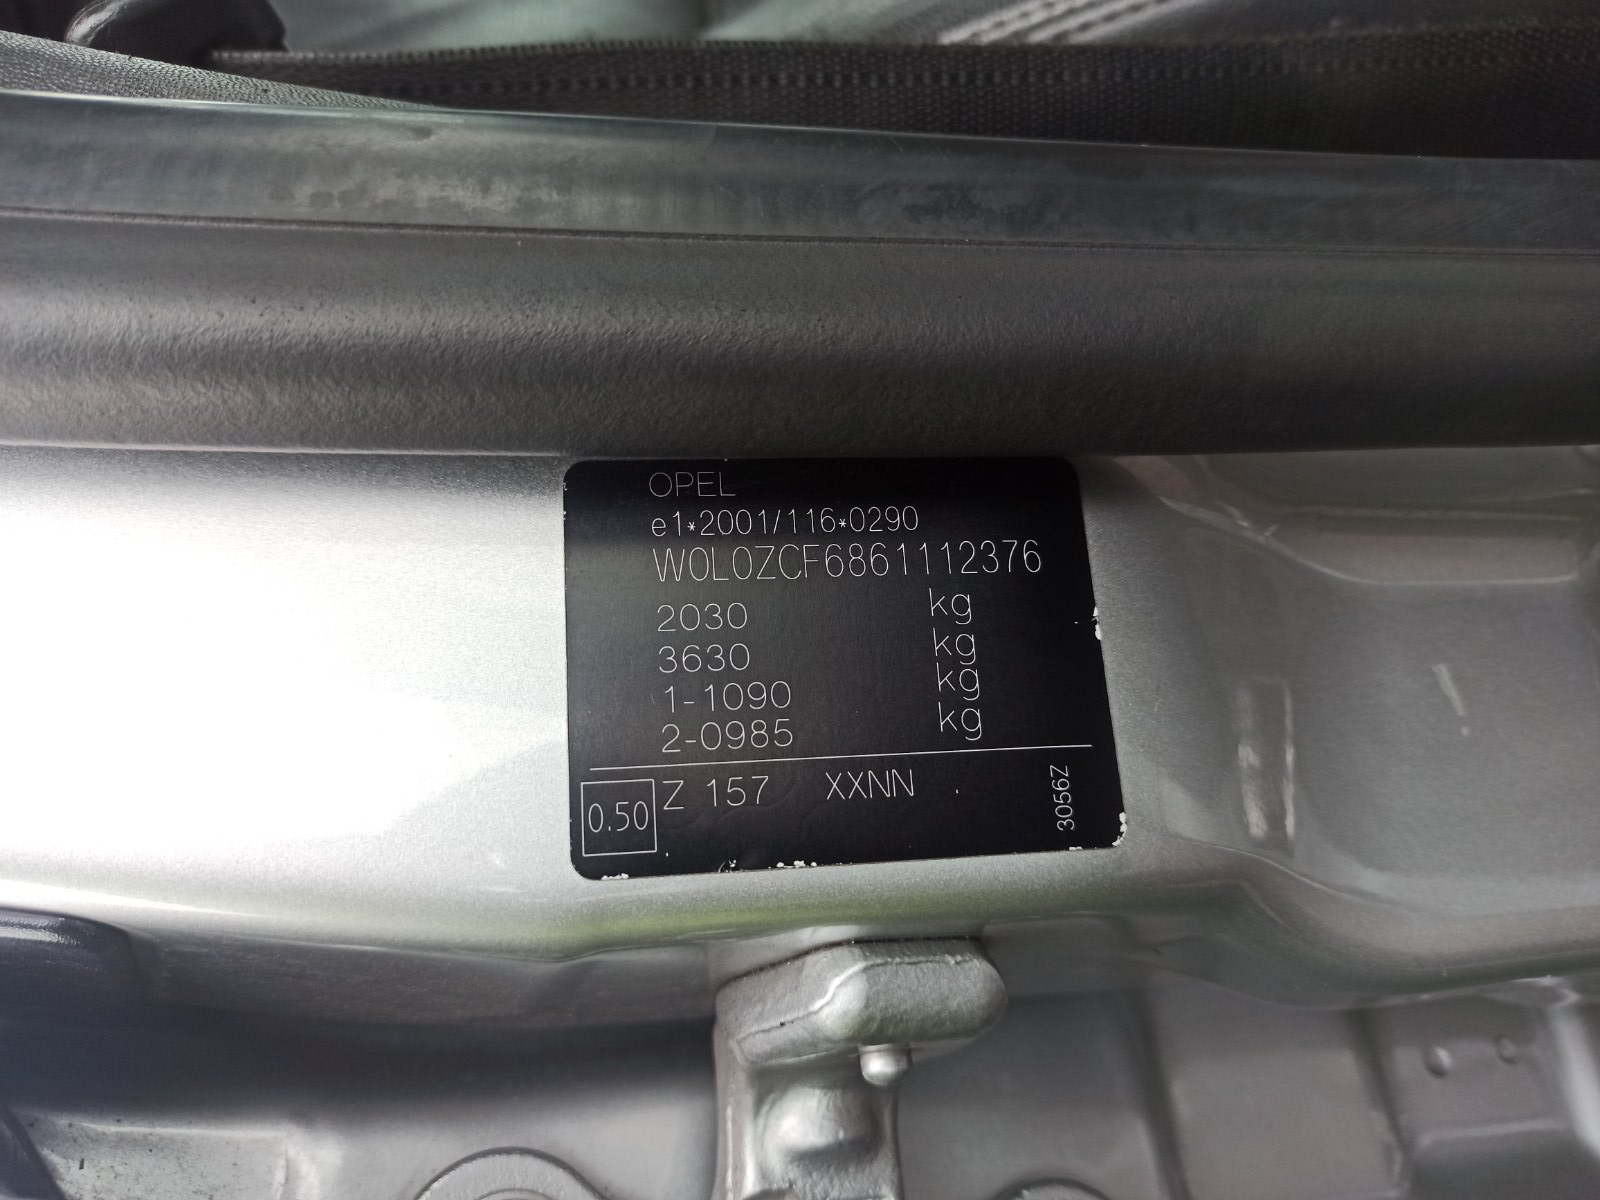 OPEL
e1*2001/116*0290
W0L0ZCF6861112376
2030 kg
3630 kg
1-1090 kg
2-0985 kg
0.50 Z 157 XXNN
3056Z